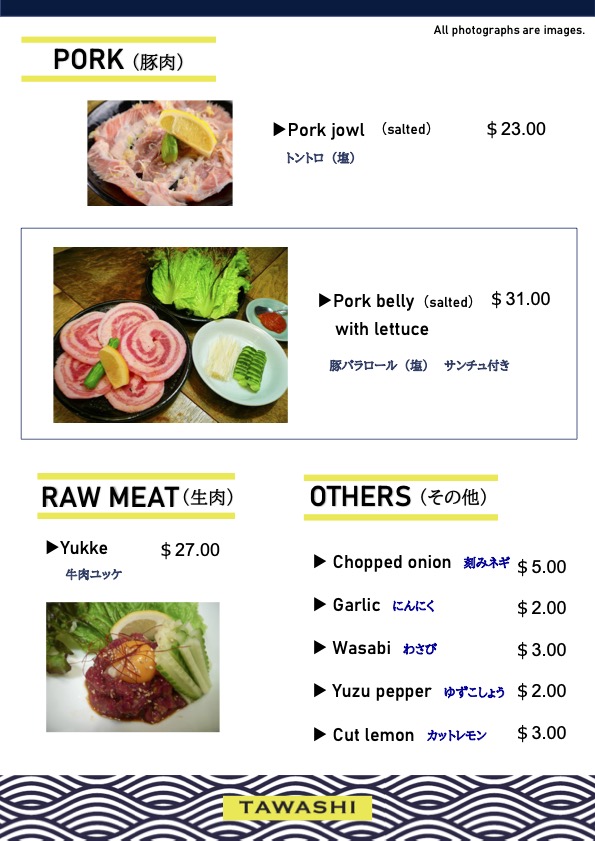 All photographs are images.
PORK（豚肉）
▶Pork jowl （salted） ＄23.00
トントロ（塩）
▶Pork belly （salted） ＄31.00
with lettuce
豚バラロール（塩） サンチュ付き
RAW MEAT（生肉）
▶Yukke ＄27.00
牛肉ユッケ
OTHERS（その他）
▶ Chopped onion 刻みネギ ＄5.00
▶ Garlic にんにく ＄2.00
▶ Wasabi わさび ＄3.00
▶ Yuzu pepper ゆずこしょう ＄2.00
▶ Cut lemon カットレモン ＄3.00
TAWASHI